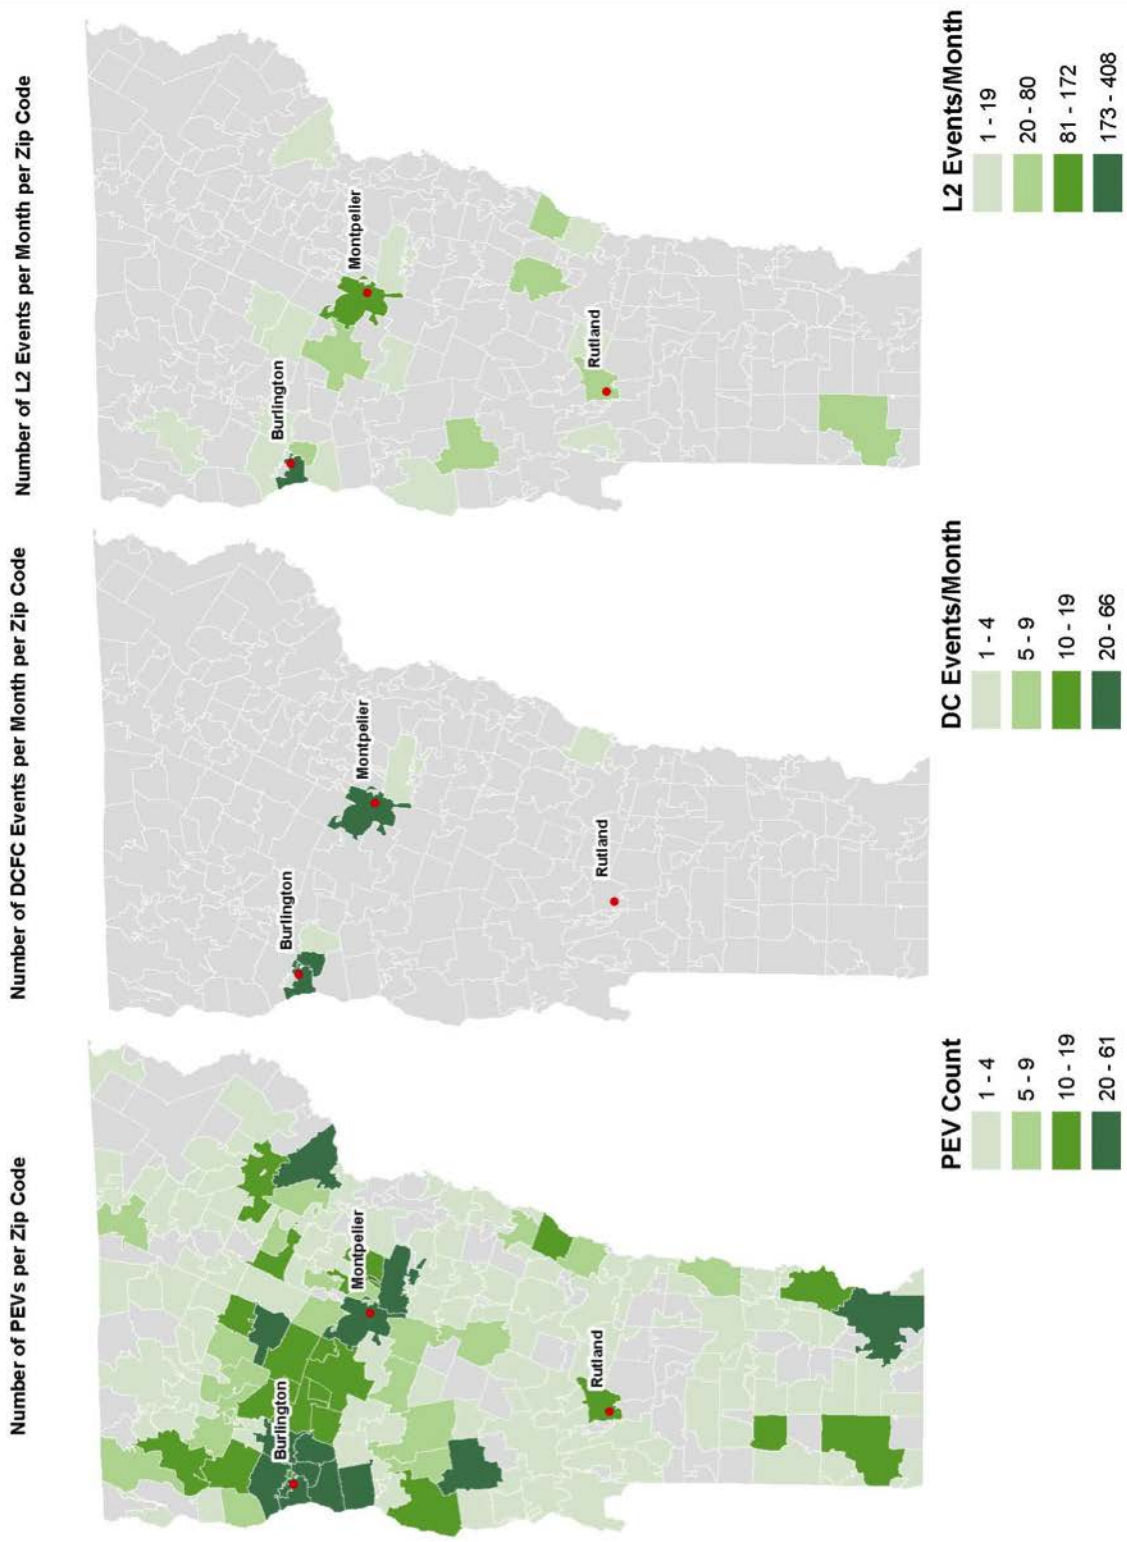 Number of PEVs per Zip Code
Burlington
Montpelier
Rutland
PEV Count
1 - 4
5 - 9
10 - 19
20 - 61
Number of DCFC Events per Month per Zip Code
Burlington
Montpelier
Rutland
DC Events/Month
1 - 4
5 - 9
10 - 19
20 - 66
Number of L2 Events per Month per Zip Code
Burlington
Montpelier
Rutland
L2 Events/Month
1 - 19
20 - 80
81 - 172
173 - 408